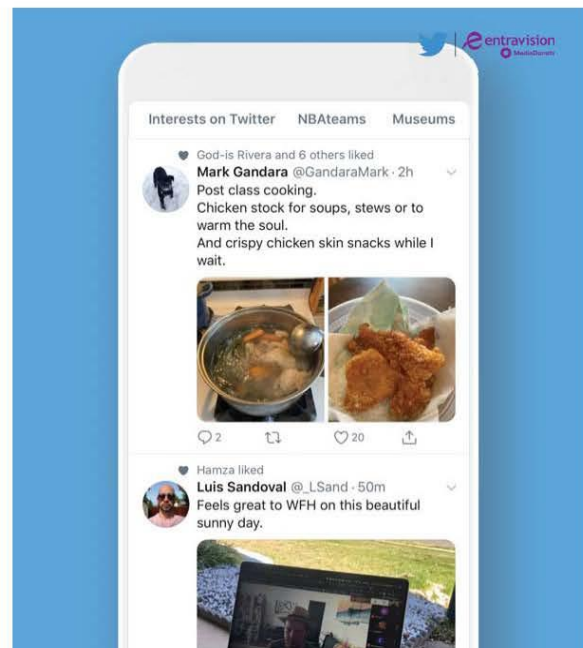 entravision
MediaDonuts
Interests on Twitter NBAteams Museums
God-is Rivera and 6 others liked
Mark Gandara @GandaraMark · 2h
Post class cooking.
Chicken stock for soups, stews or to
warm the soul.
And crispy chicken skin snacks while I
wait.
2 20
Hamza liked
Luis Sandoval @_LSand · 50m
Feels great to WFH on this beautiful
sunny day.